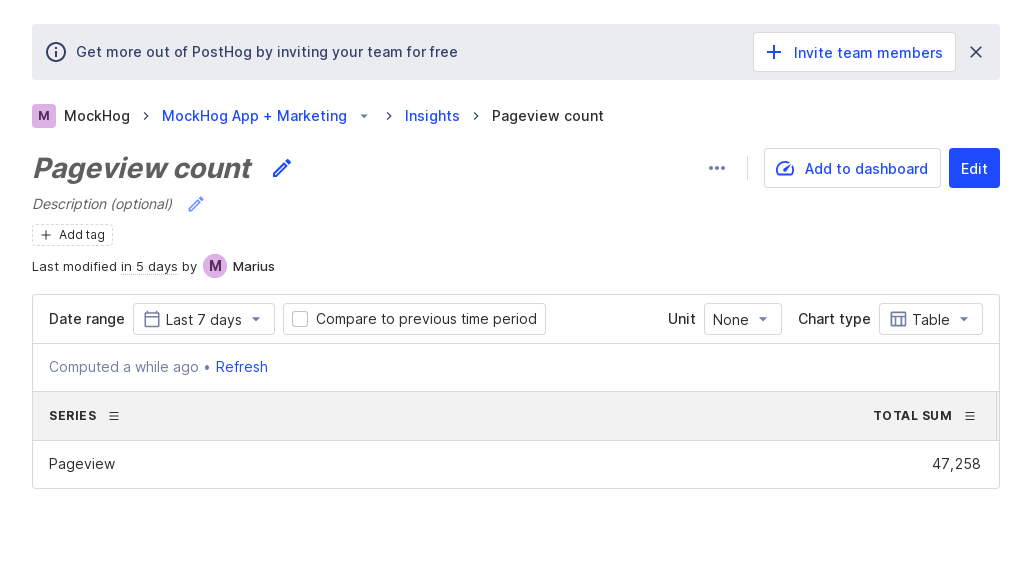 Get more out of PostHog by inviting your team for free
Invite team members
M MockHog MockHog App + Marketing Insights Pageview count
Pageview count
Add to dashboard
Edit
Description (optional)
Add tag
Last modified in 5 days by M Marius
Date range Last 7 days Compare to previous time period Unit None Chart type Table
Computed a while ago • Refresh
SERIES TOTAL SUM
Pageview 47,258